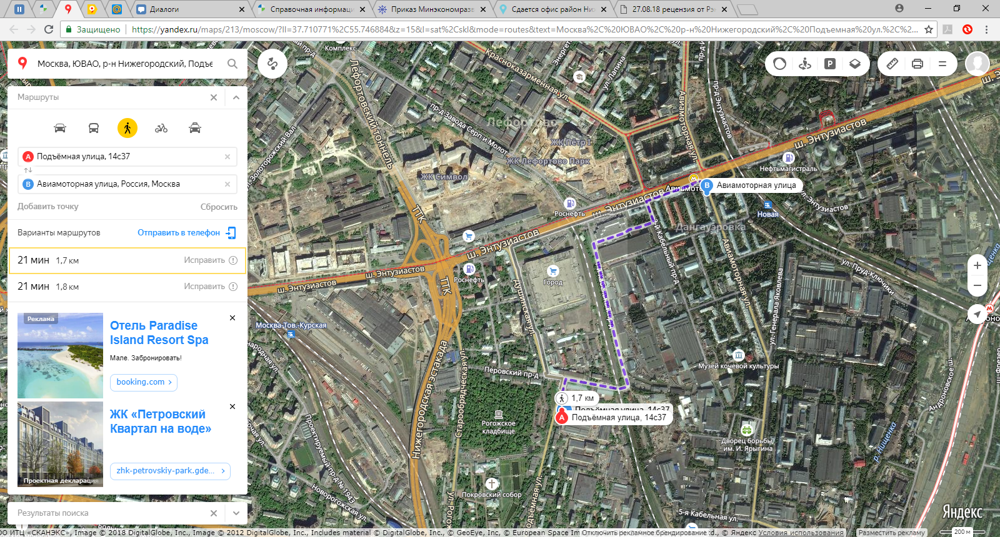 Диалоги
Справочная информаци
Приказ Минэкономразв
Сдается офис район Ни
27.08.18 рецензия от Рэ
Защищено
https://yandex.ru/maps/213/moscow/?ll=37.710771%2C55.746884&z=15&l=sat%2Cskl&mode=routes&text=Москва%2C%20ЮВАО%2C%20р-н%20Нижегородский%2C%20Подъемная%20ул.%2C%2...
Москва, ЮВАО, р-н Нижегородский, Подъе
Маршруты
A Подъёмная улица, 14с37
B Авиамоторная улица, Россия, Москва
Добавить точку
Сбросить
Варианты маршрутов
Отправить в телефон
21 мин 1,7 км
Исправить
21 мин 1,8 км
Исправить
Реклама
Отель Paradise
Island Resort Spa
Мале. Забронировать!
booking.com
ЖК «Петровский
Квартал на воде»
zhk-petrovskiy-park.gde...
Проектная декларация
Результаты поиска
Комплекс
Лефортовский тоннель
Красноказарменная ул.
ул. Лапина
Энергет
пр-д Завода Серп и Молот
Лефортово
ЖК Пётр I
ЖК Лефортово Парк
ЖК Символ
Золоторожский Вал
Авиамоторная ул.
пр-д Энтузиастов
ш. Энтузиастов
ш. Эн
Нефтьмагистраль
Авиамото
B Авиамоторная улица
Новая
ул. Энтузиастов
Роснефть
ш. Энтузиастов
Дангауэровка
ТТК
ш. Энтузиастов
ш. Энтузиастов
ш. Энтузиастов
Роснефть
ТТК
Город
Душинская ул.
й Кабельный пр-д
Авиамоторная ул.
ул. Генерала Яковлева
ул. Пруд-Ключики
Нищенка
Москва-Тов.-Курская
Нижегородская эстакада
Старообрядческая ул.
Перовский пр-д
Музей кочевой культуры
Андроновское ш.
1,7 км
Подъёмная улица, 14с37
A Подъёмная улица, 14с37
Рогожское
кладбище
Дворец борьбы
им. И. Ярыгина
р. Нищенка
Проектируемый пр-д № 1943
Новорогожская ул.
Покровский собор
ул. Рогож
Подъёмная ул.
5-я Кабельная ул.
Яндекс
ОО ИТЦ «СКАНЭКС», Image © 2018 DigitalGlobe, Inc., Image © 2012 DigitalGlobe, Inc., Includes material © DigitalGlobe, Inc., © GeoEye, Inc, © European Space Im
Отключить рекламное брендирование
d., © Яндекс Условия использования
Разместить рекламу
200 м